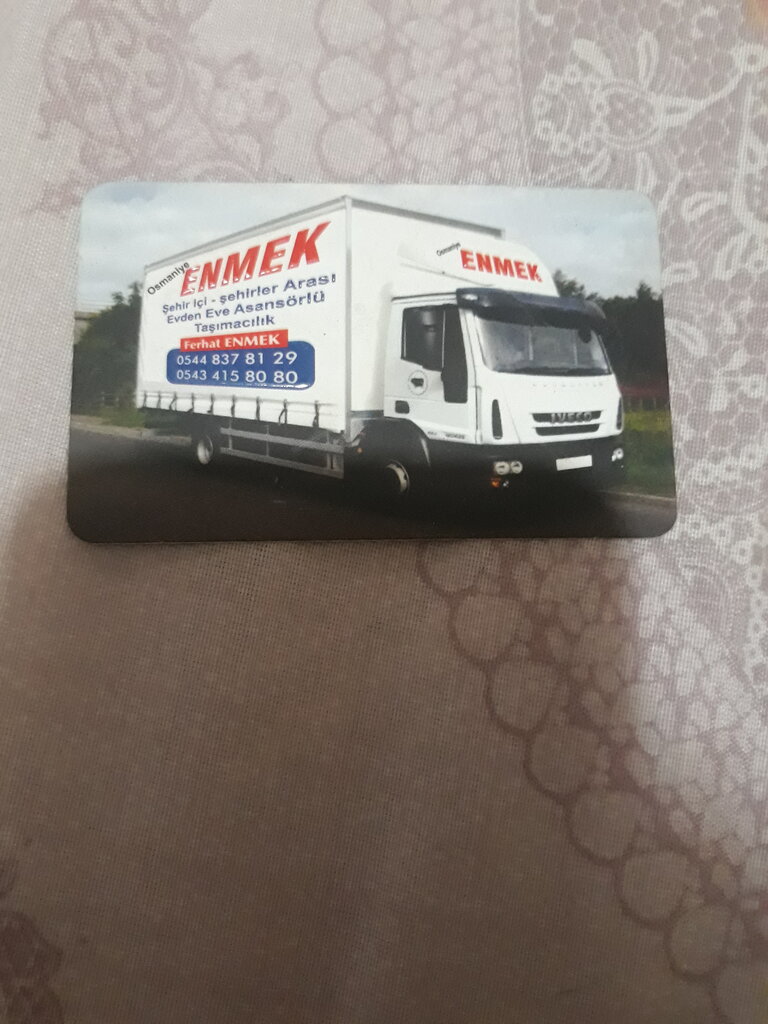 Osmaniye
ENMEK
Şehir İçi - şehirler Arası
Evden Eve Asansörlü
Taşımacılık
Ferhat ENMEK
0544 837 81 29
0543 415 80 80
Osmaniye
ENMEK
IVECO